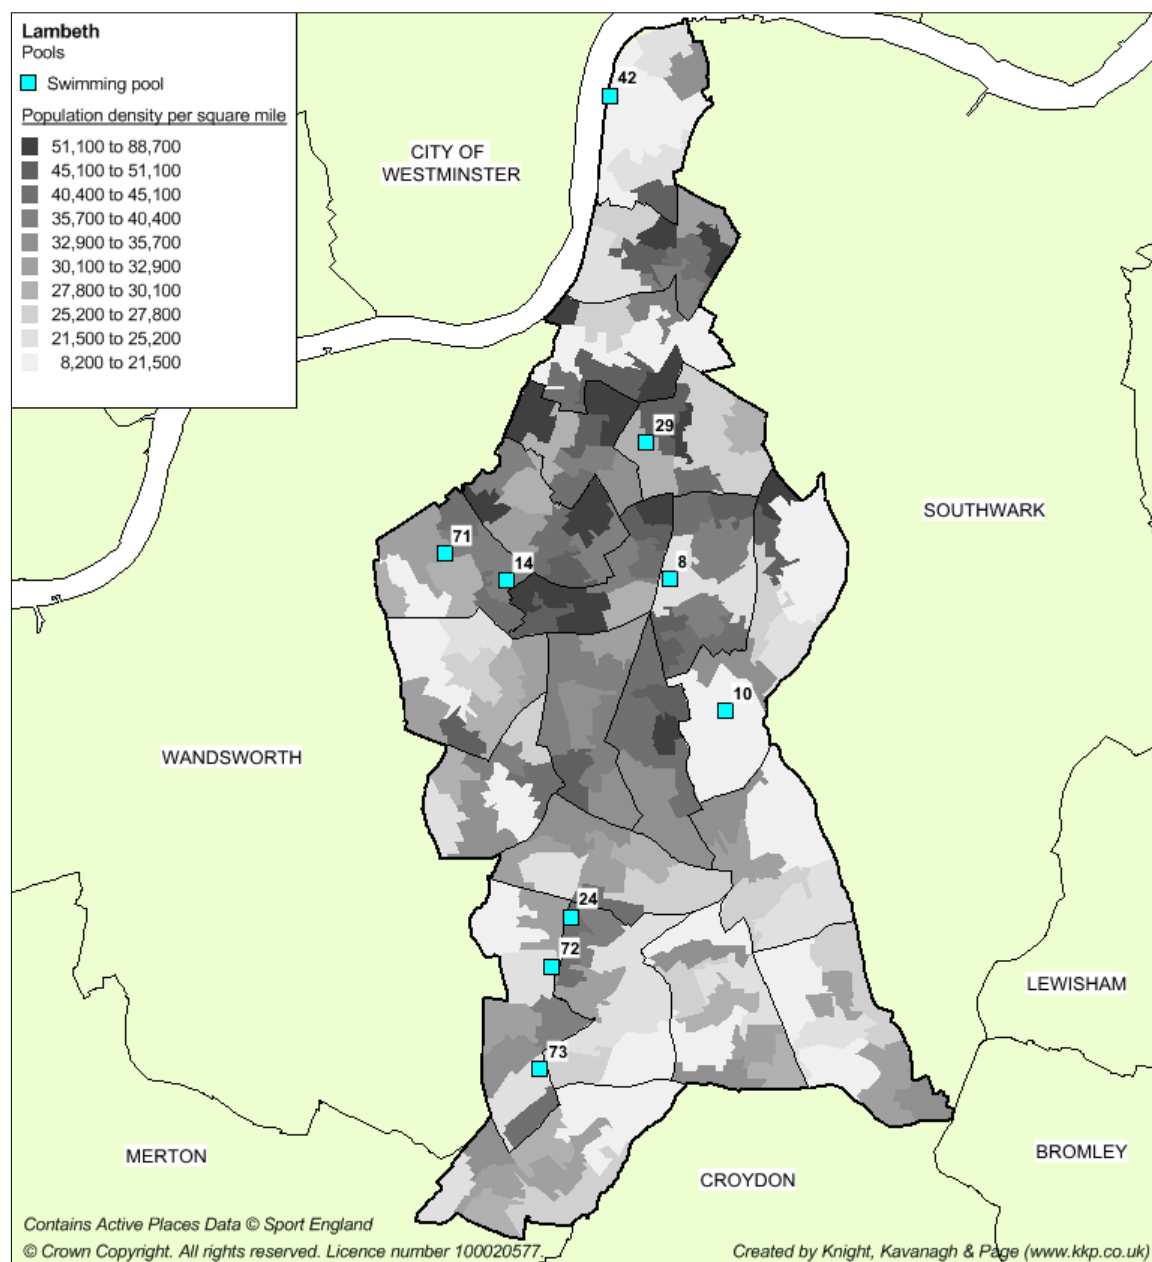 Lambeth
Pools
Swimming pool
Population density per square mile
51,100 to 88,700
45,100 to 51,100
40,400 to 45,100
35,700 to 40,400
32,900 to 35,700
30,100 to 32,900
27,800 to 30,100
25,200 to 27,800
21,500 to 25,200
8,200 to 21,500
42
CITY OF
WESTMINSTER
29
SOUTHWARK
71
14
8
10
WANDSWORTH
24
72
LEWISHAM
73
MERTON
BROMLEY
CROYDON
Contains Active Places Data © Sport England
© Crown Copyright. All rights reserved. Licence number 100020577.
Created by Knight, Kavanagh & Page (www.kkp.co.uk)